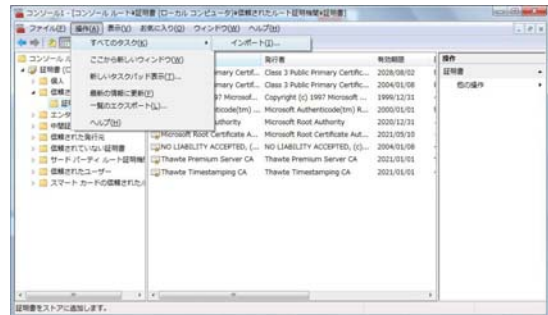 コンソール1 - [コンソール ルート¥証明書 (ローカル コンピュータ)¥信頼されたルート証明機関¥証明書]
ファイル(F) 操作(A) 表示(V) お気に入り(O) ウィンドウ(W) ヘルプ(H)
すべてのタスク(K) インポート(I)...
ここから新しいウィンドウ(W)
新しいタスクパッド表示(T)...
最新の情報に更新(F)
一覧のエクスポート(L)...
ヘルプ(H)
コンソール ル
証明書 (ロ
個人
信頼さ
証
エンタ
中間証
信頼された発行元
信頼されていない証明書
サード パーティ ルート証明機
信頼されたユーザー
スマート カードの信頼された
発行者 有効期限
imary Certif... Class 3 Public Primary Certific... 2028/08/02
imary Certif... Class 3 Public Primary Certific... 2004/01/08
97 Microsof... Copyright (c) 1997 Microsoft ... 1999/12/31
ticode(tm) ... Microsoft Authenticode(tm) R... 2000/01/01
uthority Microsoft Root Authority 2020/12/31
Microsoft Root Certificate A... Microsoft Root Certificate Aut... 2021/05/10
NO LIABILITY ACCEPTED, (... NO LIABILITY ACCEPTED, (c)... 2004/01/08
Thawte Premium Server CA Thawte Premium Server CA 2021/01/01
Thawte Timestamping CA Thawte Timestamping CA 2021/01/01
操作
証明書
他の操作
証明書をストアに追加します。